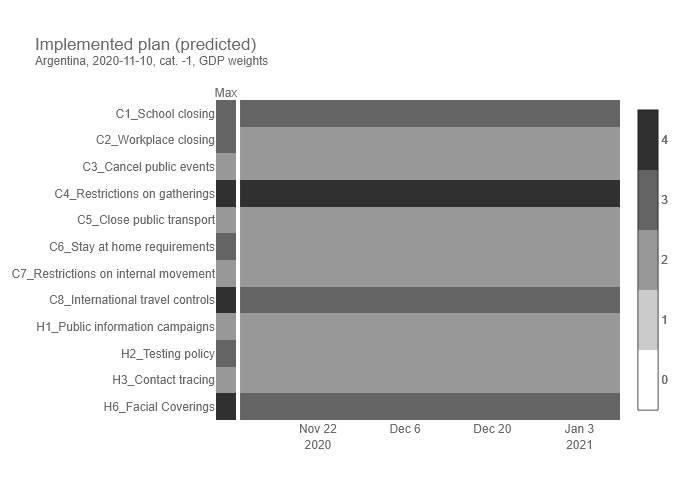 Implemented plan (predicted)
Argentina, 2020-11-10, cat. -1, GDP weights
Max
C1_School closing
C2_Workplace closing
C3_Cancel public events
C4_Restrictions on gatherings
C5_Close public transport
C6_Stay at home requirements
C7_Restrictions on internal movement
C8_International travel controls
H1_Public information campaigns
H2_Testing policy
H3_Contact tracing
H6_Facial Coverings
4
3
2
1
0
Nov 22 Dec 6 Dec 20 Jan 3
2020 2021